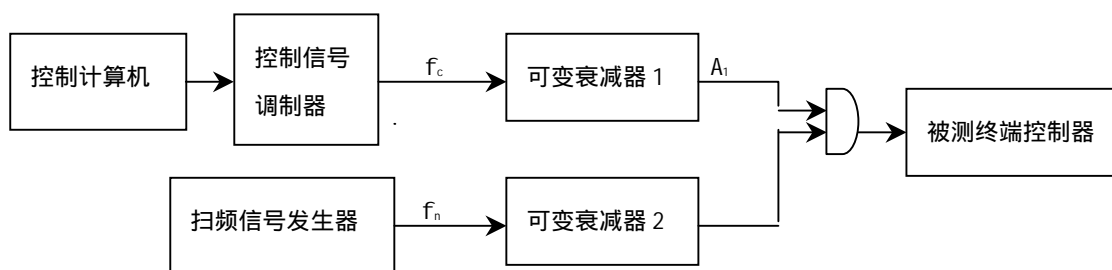 控制计算机
控制信号
调制器
fc
可变衰减器 1
A1
被测终端控制器
扫频信号发生器
fn
可变衰减器 2